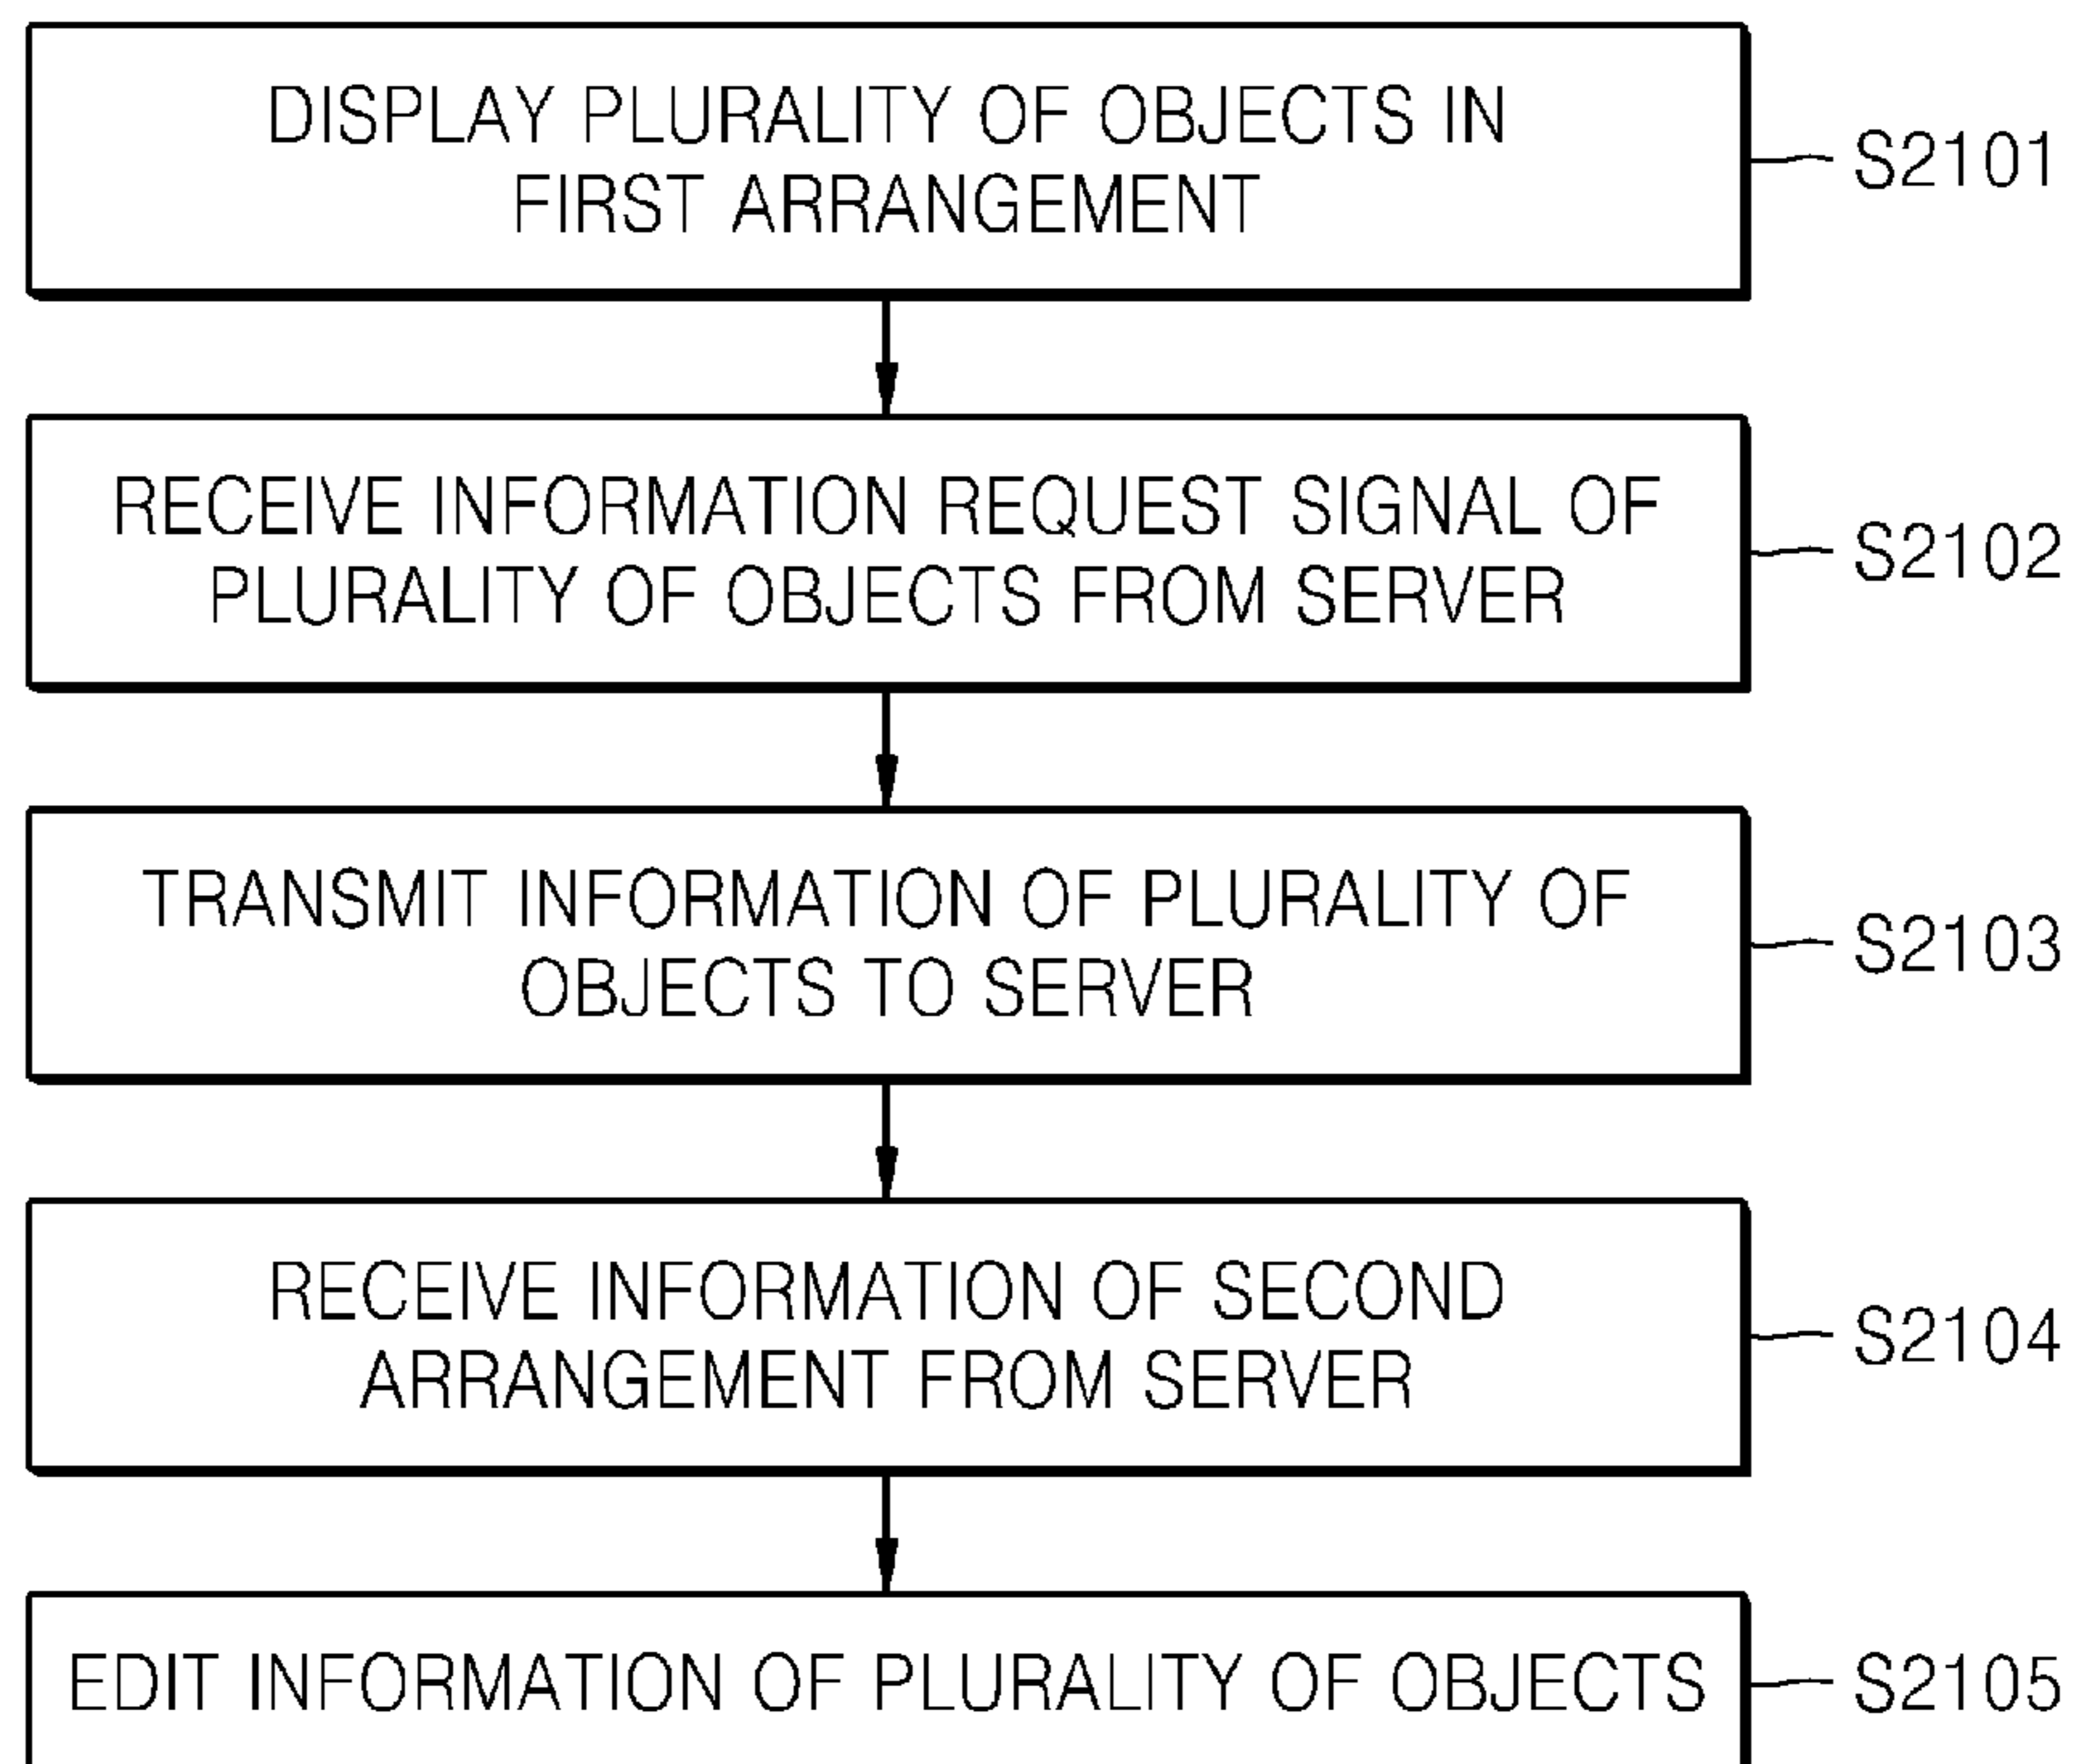 DISPLAY PLURALITY OF OBJECTS IN
FIRST ARRANGEMENT
S2101
RECEIVE INFORMATION REQUEST SIGNAL OF
PLURALITY OF OBJECTS FROM SERVER
S2102
TRANSMIT INFORMATION OF PLURALITY OF
OBJECTS TO SERVER
S2103
RECEIVE INFORMATION OF SECOND
ARRANGEMENT FROM SERVER
S2104
EDIT INFORMATION OF PLURALITY OF OBJECTS
S2105